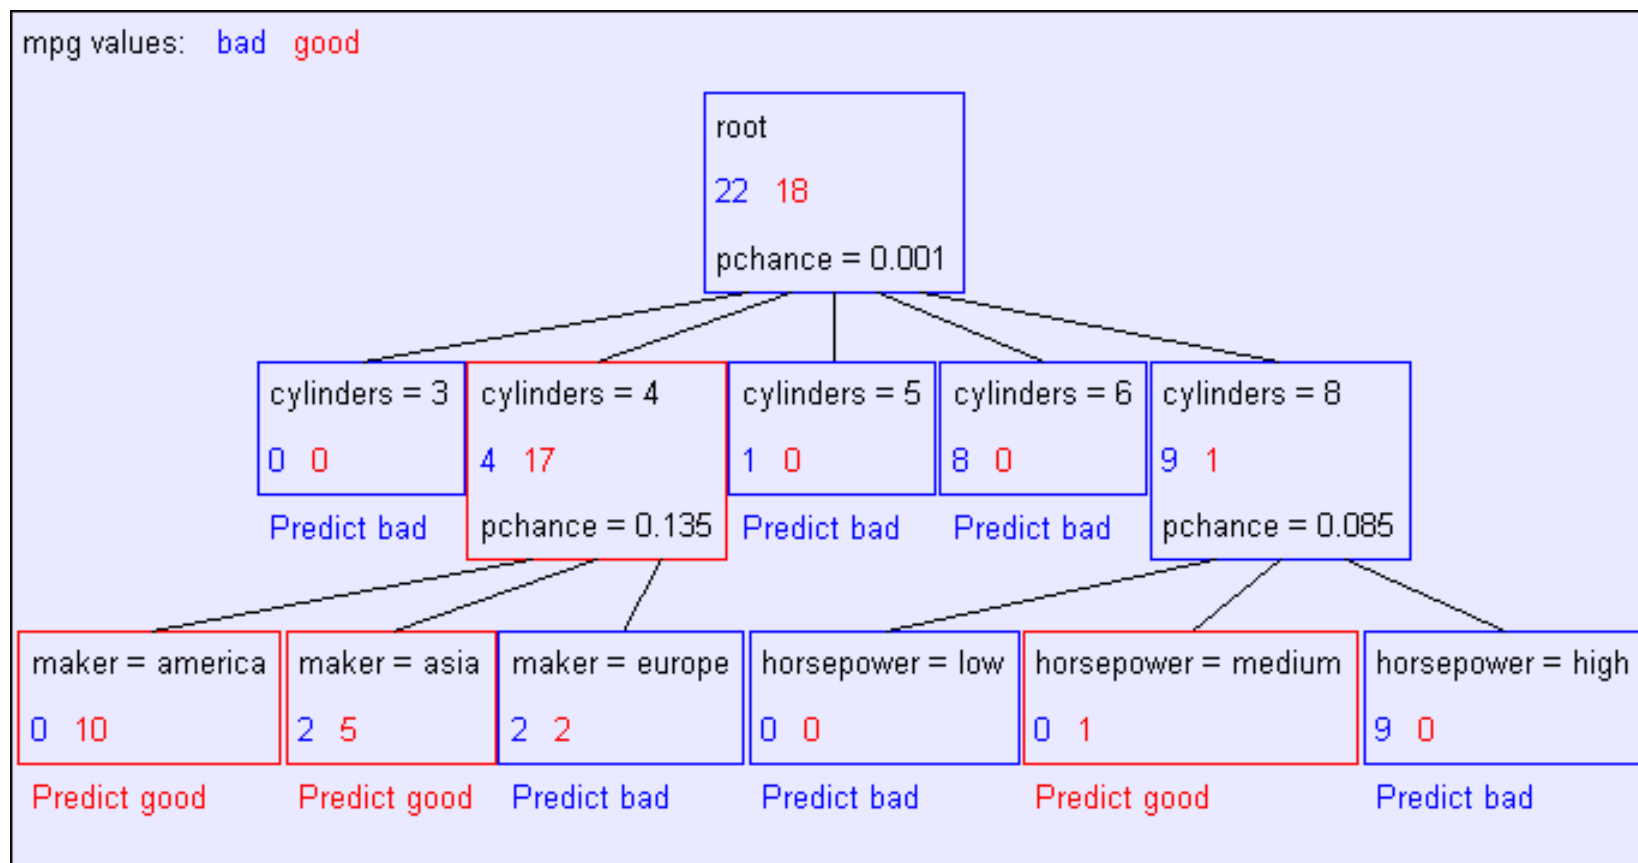 mpg values: bad good
root
22 18
pchance = 0.001
cylinders = 3
0 0
Predict bad
cylinders = 4
4 17
pchance = 0.135
cylinders = 5
1 0
Predict bad
cylinders = 6
8 0
Predict bad
cylinders = 8
9 1
pchance = 0.085
maker = america
0 10
Predict good
maker = asia
2 5
Predict good
maker = europe
2 2
Predict bad
horsepower = low
0 0
Predict bad
horsepower = medium
0 1
Predict good
horsepower = high
9 0
Predict bad